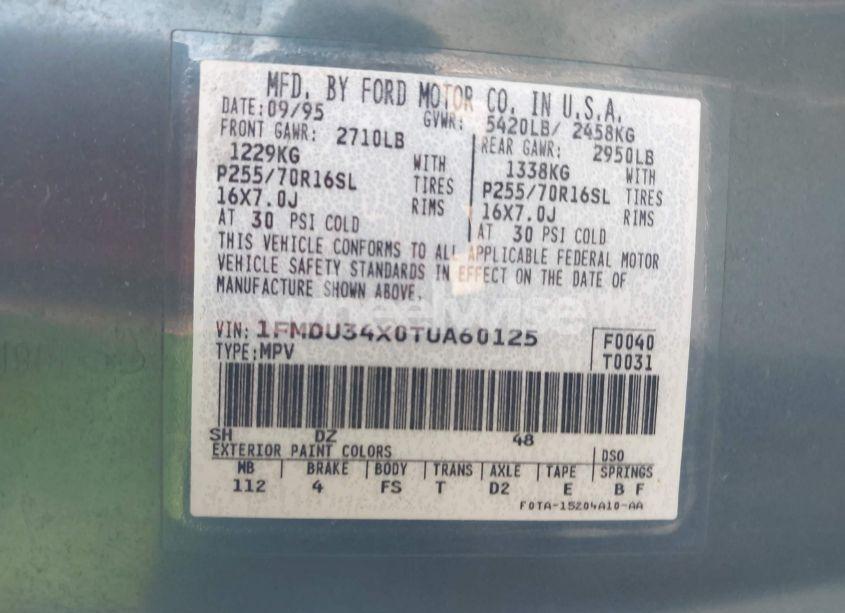 MFD. BY FORD MOTOR CO. IN U.S.A.
DATE: 09/95 GVWR: 5420LB/ 2458KG
FRONT GAWR: 2710LB REAR GAWR: 2950LB
1229KG WITH 1338KG WITH
P255/70R16SL TIRES P255/70R16SL TIRES
16X7.0J RIMS 16X7.0J RIMS
AT 30 PSI COLD AT 30 PSI COLD
THIS VEHICLE CONFORMS TO ALL APPLICABLE FEDERAL MOTOR
VEHICLE SAFETY STANDARDS IN EFFECT ON THE DATE OF
MANUFACTURE SHOWN ABOVE.
wheelwise
VIN: 1FMDU34X0TUA60125 F0040
TYPE: MPV T0031
SH DZ 48
EXTERIOR PAINT COLORS DSO
WB BRAKE BODY TRANS AXLE TAPE SPRINGS
112 4 FS T D2 E B F
F0TA-15204A10-AA